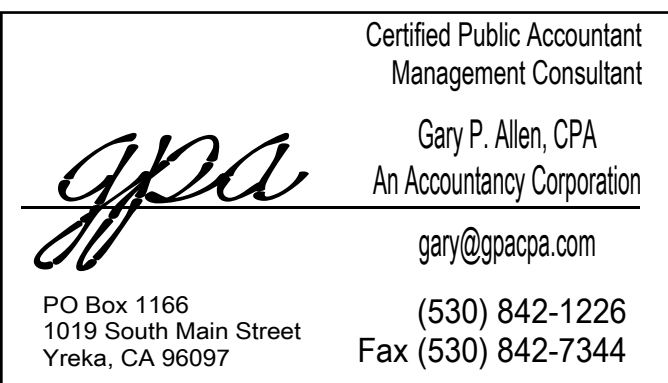 Certified Public Accountant
Management Consultant
gpa
Gary P. Allen, CPA
An Accountancy Corporation
gary@gpacpa.com
PO Box 1166
1019 South Main Street
Yreka, CA 96097
(530) 842-1226
Fax (530) 842-7344